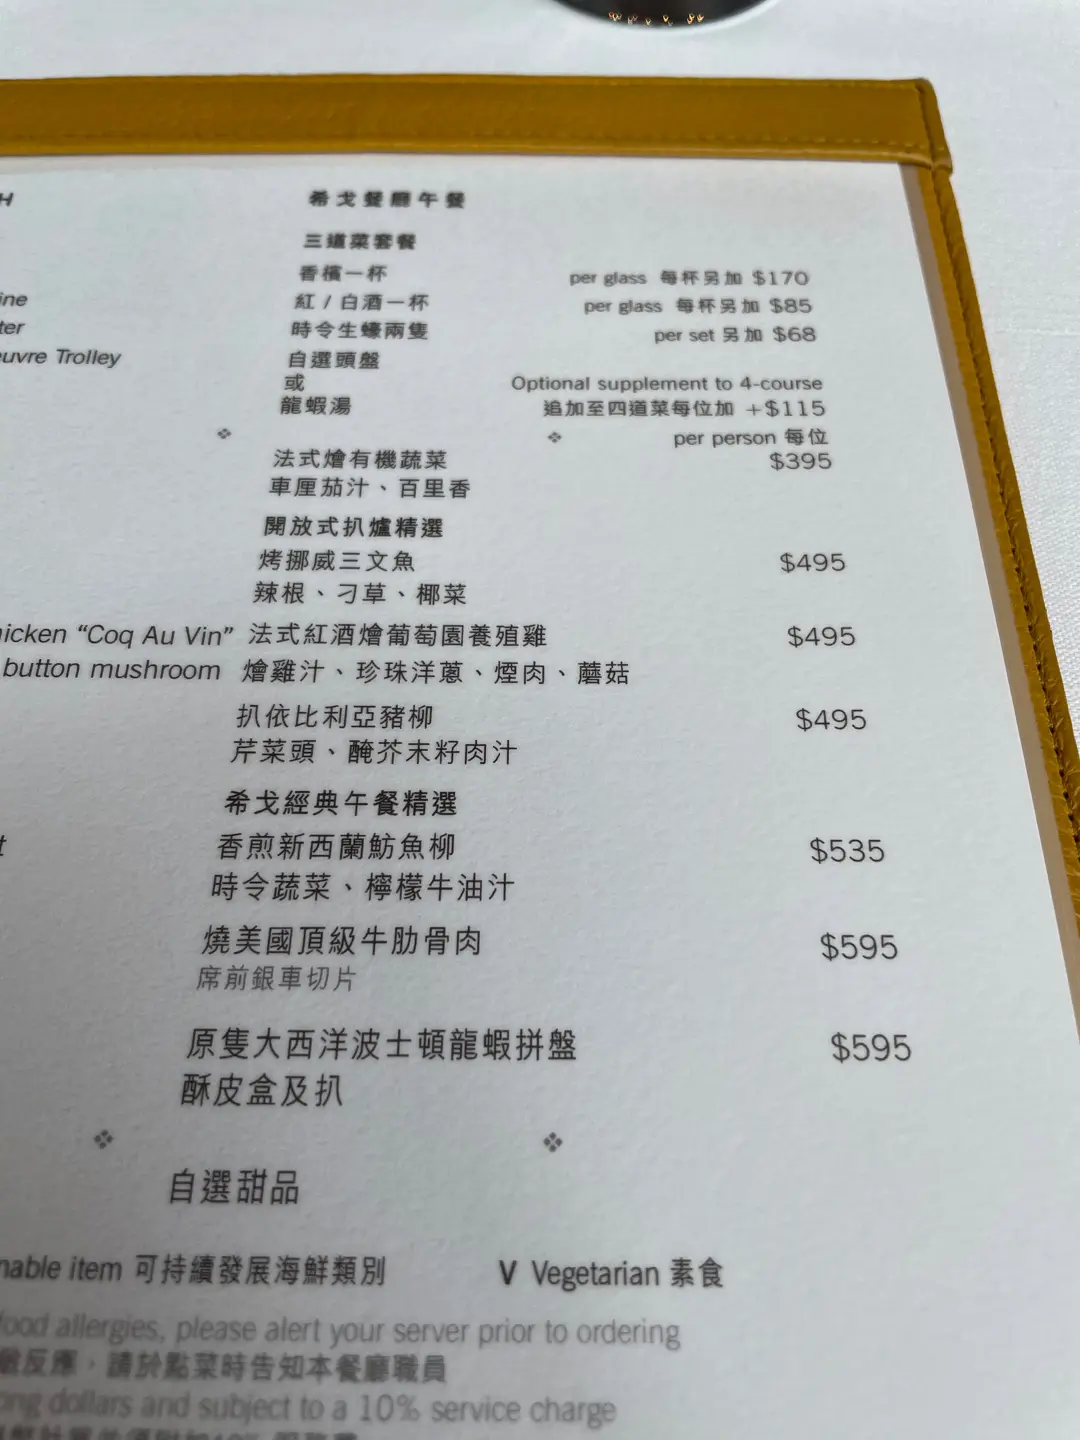 希戈餐廳午餐
三道菜套餐
香檳一杯 per glass 每杯另加 $170
ine 紅 / 白酒一杯 per glass 每杯另加 $85
ter 時令生蠔兩隻 per set 另加 $68
euvre Trolley 自選頭盤
或 Optional supplement to 4-course
龍蝦湯 追加至四道菜每位加 +$115
per person 每位
法式燴有機蔬菜 $395
車厘茄汁、百里香
開放式扒爐精選
烤挪威三文魚 $495
辣根、刁草、椰菜
hicken “Coq Au Vin” 法式紅酒燴葡萄園養殖雞 $495
button mushroom 燴雞汁、珍珠洋蔥、煙肉、蘑菇
扒依比利亞豬柳 $495
芹菜頭、醃芥末籽肉汁
希戈經典午餐精選
t 香煎新西蘭魴魚柳 $535
時令蔬菜、檸檬牛油汁
燒美國頂級牛肋骨肉 $595
席前銀車切片
原隻大西洋波士頓龍蝦拼盤 $595
酥皮盒及扒
自選甜品
nable item 可持續發展海鮮類別 V Vegetarian 素食
food allergies, please alert your server prior to ordering
敏反應，請於點菜時告知本餐廳職員
ong dollars and subject to a 10% service charge